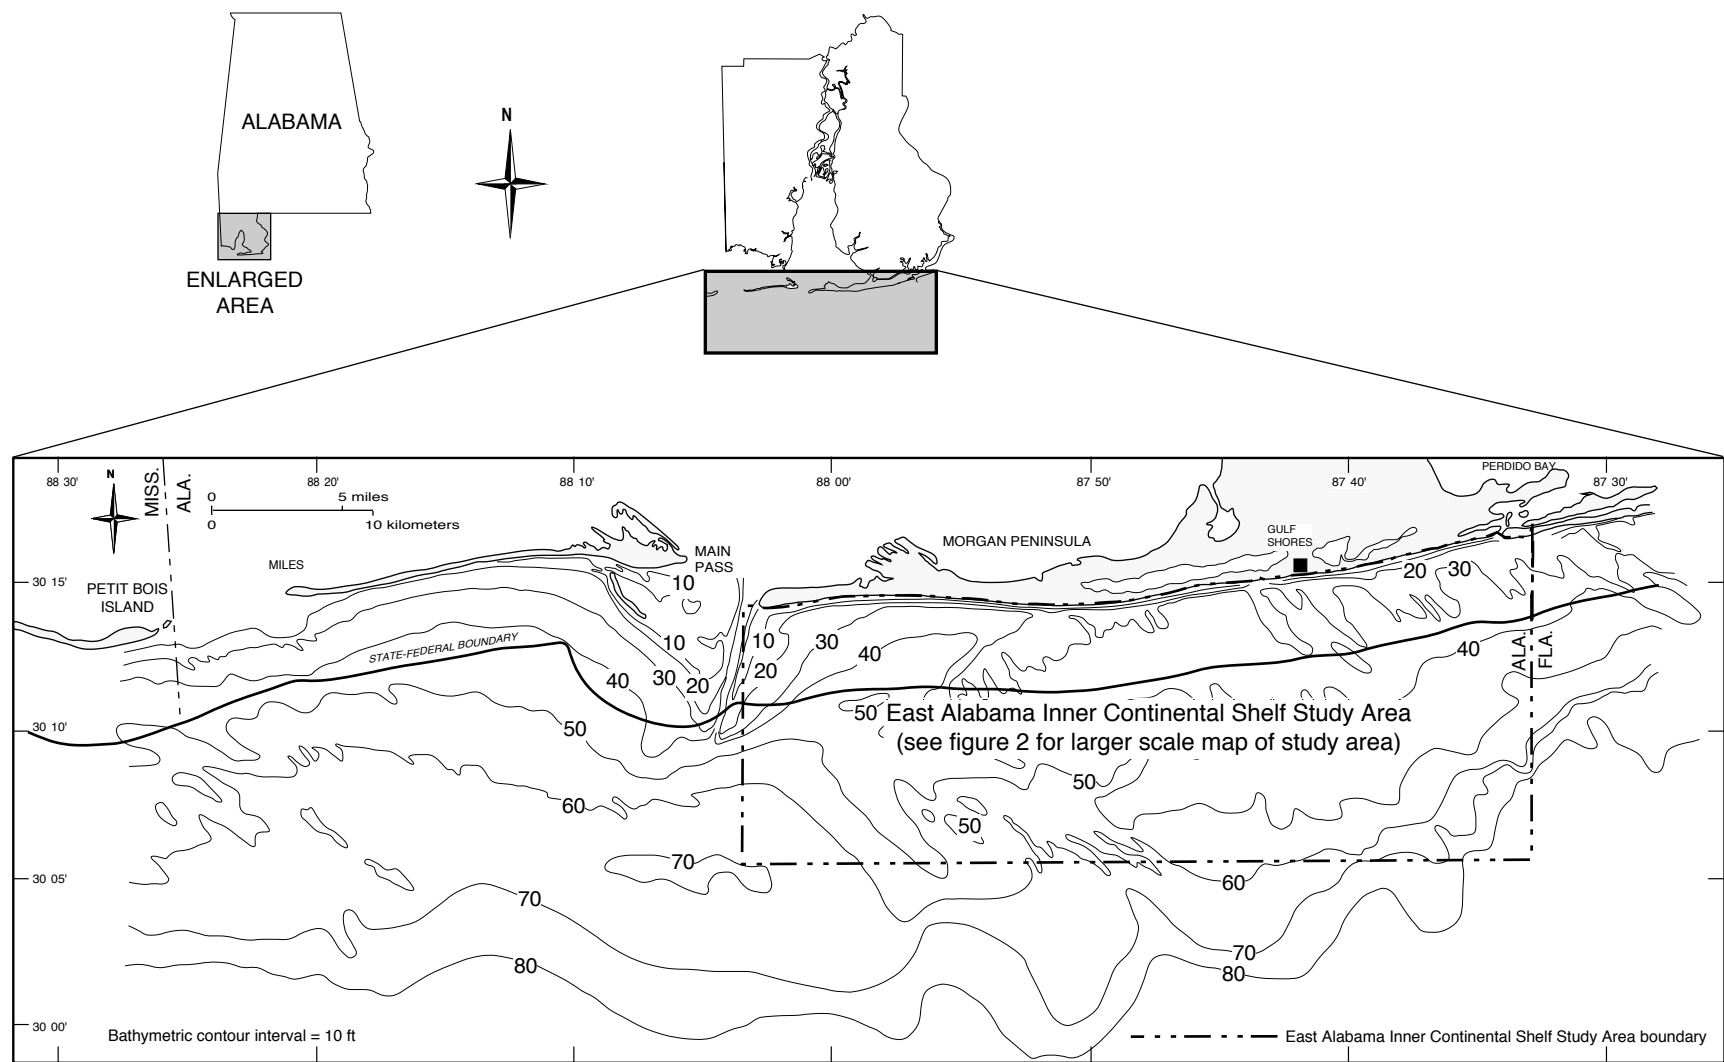 ALABAMA
N
ENLARGED
AREA
88 30'
88 20'
88 10'
88 00'
87 50'
87 40'
87 30'
PERDIDO BAY
N
MISS.
ALA.
0
5 miles
0
10 kilometers
MILES
MAIN
PASS
MORGAN PENINSULA
GULF
SHORES
30 15'
PETIT BOIS
ISLAND
10
20
30
STATE-FEDERAL BOUNDARY
10
10
30
40
40
30
20
20
40
ALA.
FLA.
30 10'
50
50
East Alabama Inner Continental Shelf Study Area
(see figure 2 for larger scale map of study area)
50
60
50
70
30 05'
60
70
70
80
80
30 00'
Bathymetric contour interval = 10 ft
East Alabama Inner Continental Shelf Study Area boundary